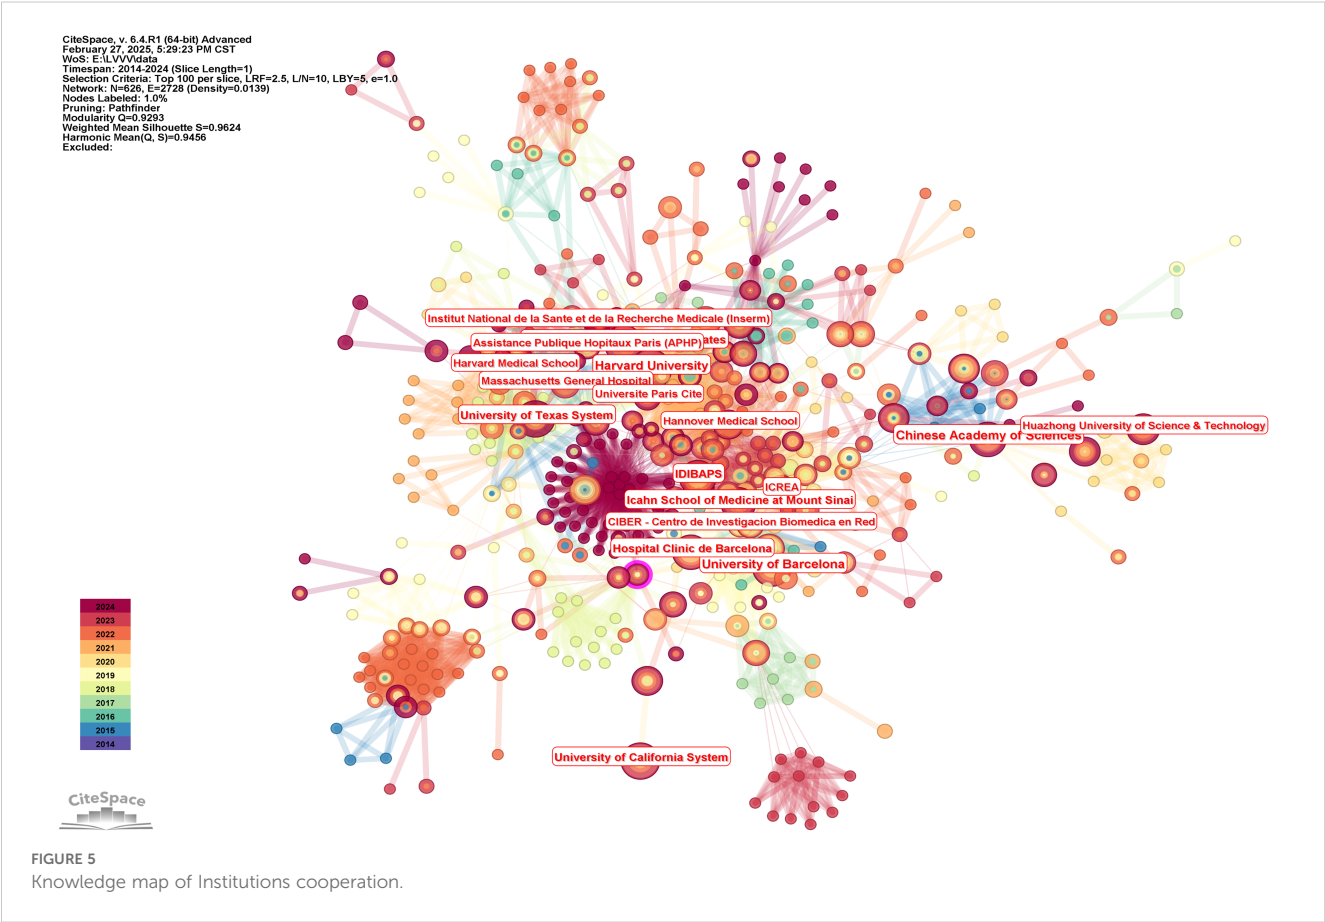 CiteSpace, v. 6.4.R1 (64-bit) Advanced
February 27, 2025, 5:29:23 PM CST
WoS: E:\LVVV\data
Timespan: 2014-2024 (Slice Length=1)
Selection Criteria: Top 100 per slice, LRF=2.5, L/N=10, LBY=5, e=1.0
Network: N=626, E=2728 (Density=0.0139)
Nodes Labeled: 1.0%
Pruning: Pathfinder
Modularity Q=0.9293
Weighted Mean Silhouette S=0.9624
Harmonic Mean(Q, S)=0.9456
Excluded:
Institut National de la Sante et de la Recherche Medicale (Inserm)
Assistance Publique Hopitaux Paris (APHP)
ates
Harvard Medical School
Harvard University
Massachusetts General Hospital
Universite Paris Cite
University of Texas System
Hannover Medical School
Huazhong University of Science & Technology
Chinese Academy of Sciences
IDIBAPS
ICREA
Icahn School of Medicine at Mount Sinai
CIBER - Centro de Investigacion Biomedica en Red
Hospital Clinic de Barcelona
University of Barcelona
University of California System
2024
2023
2022
2021
2020
2019
2018
2017
2016
2015
2014
CiteSpace
FIGURE 5
Knowledge map of Institutions cooperation.